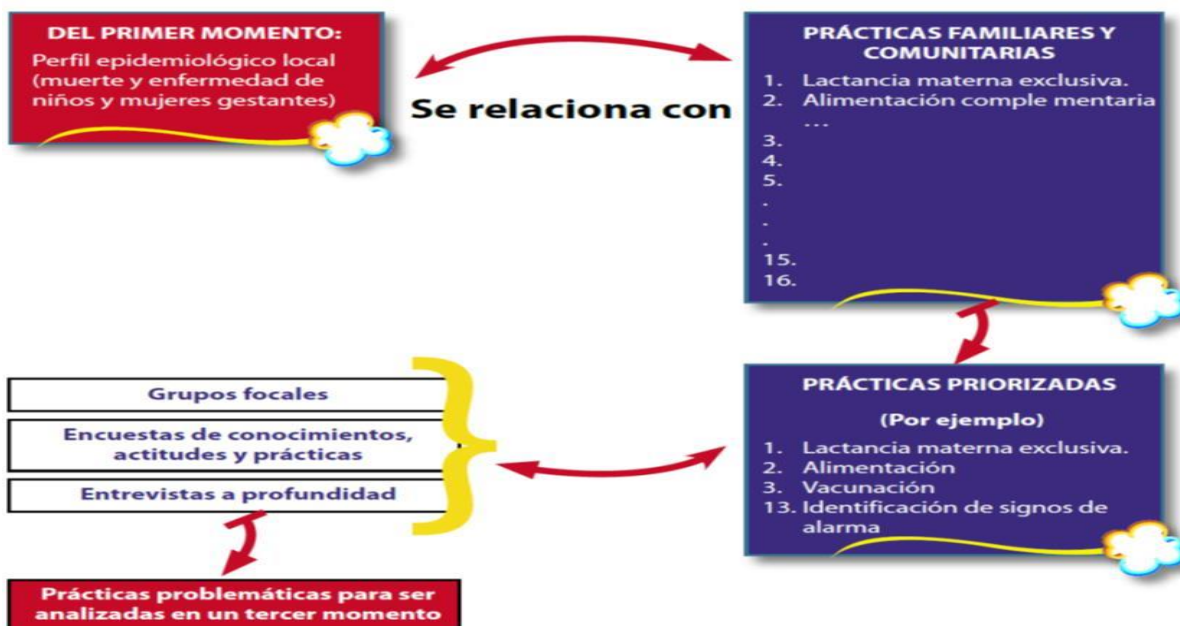 DEL PRIMER MOMENTO:
Perfil epidemiológico local
(muerte y enfermedad de
niños y mujeres gestantes)
Se relaciona con
PRÁCTICAS FAMILIARES Y
COMUNITARIAS
1. Lactancia materna exclusiva.
2. Alimentación comple mentaria
...
3.
4.
5.
.
.
.
15.
16.
PRÁCTICAS PRIORIZADAS
(Por ejemplo)
1. Lactancia materna exclusiva.
2. Alimentación
3. Vacunación
13. Identificación de signos de
alarma
Grupos focales
Encuestas de conocimientos,
actitudes y prácticas
Entrevistas a profundidad
Prácticas problemáticas para ser
analizadas en un tercer momento